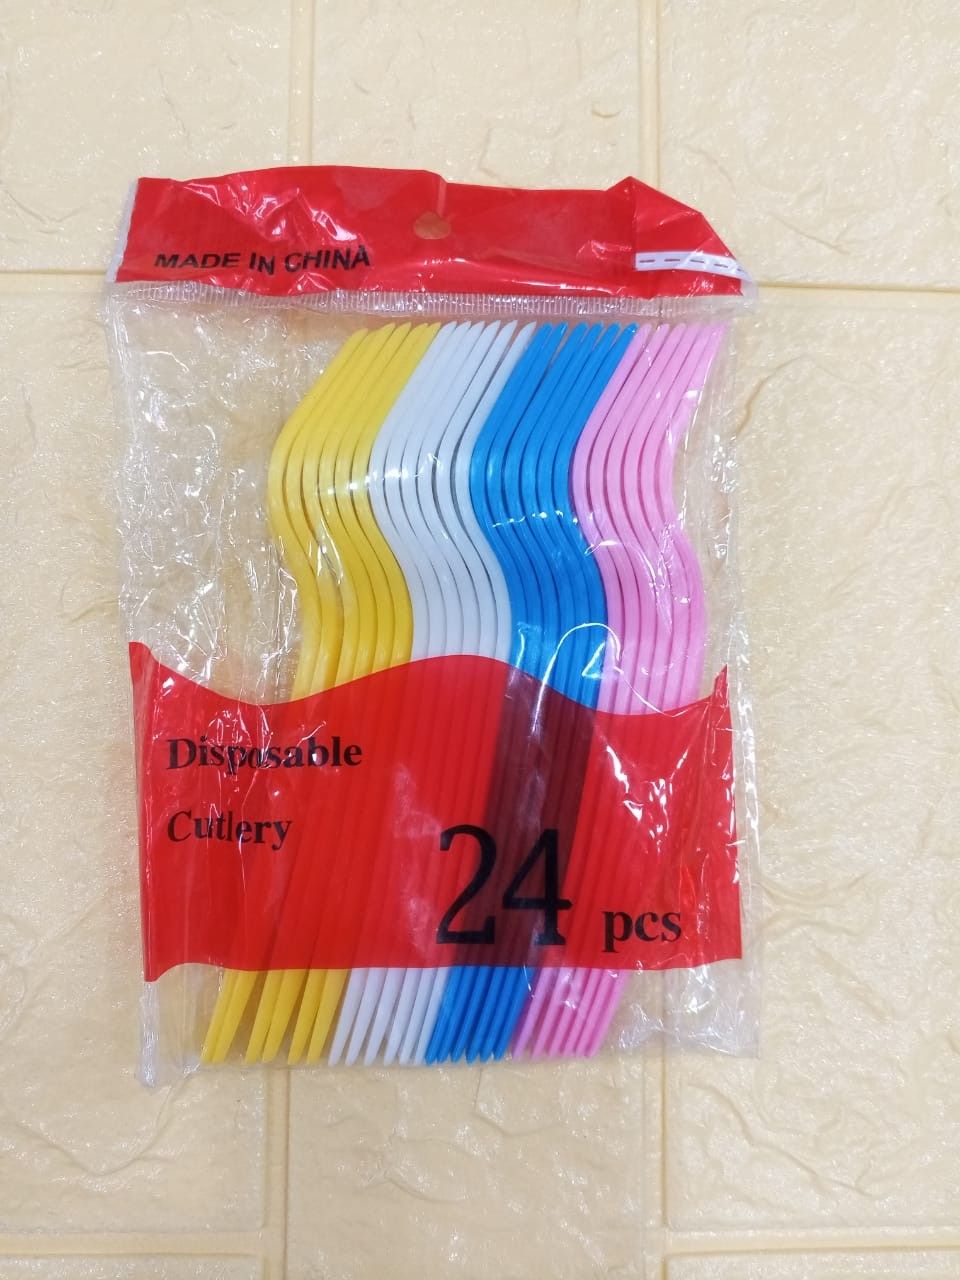 MADE IN CHINA
Disposable
Cutlery
24 pcs